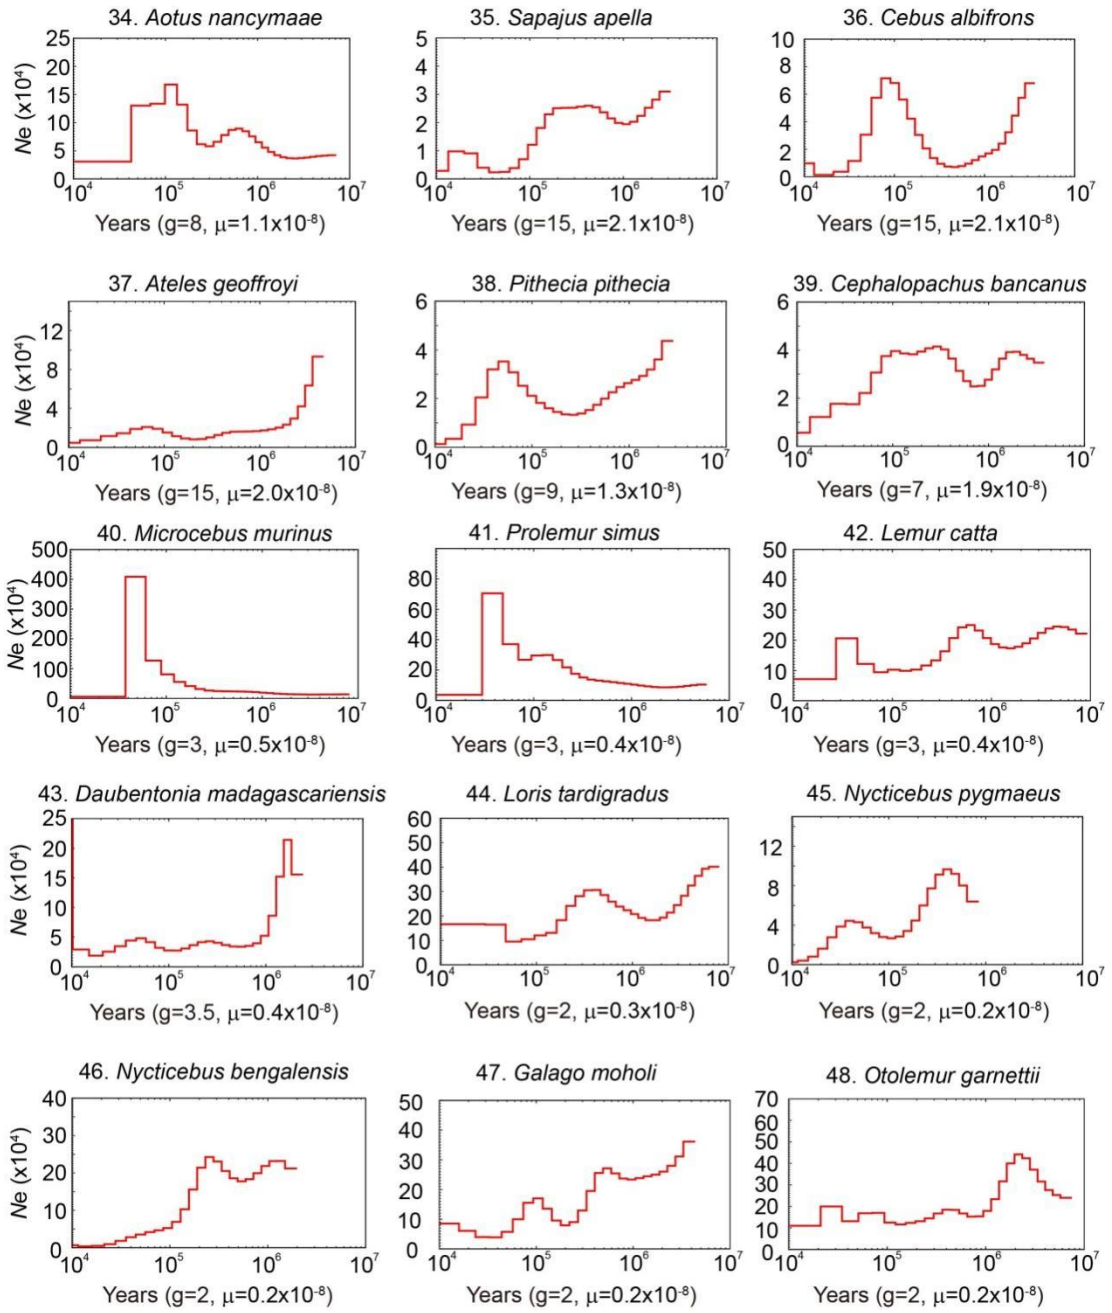 34. Aotus nancymaae
35. Sapajus apella
36. Cebus albifrons
Ne (x10⁴)
25
20
15
10
5
0
10⁴ 10⁵ 10⁶ 10⁷
Years (g=8, μ=1.1x10⁻⁸)
5
4
3
2
1
0
10⁴ 10⁵ 10⁶ 10⁷
Years (g=15, μ=2.1x10⁻⁸)
10
8
6
4
2
0
10⁴ 10⁵ 10⁶ 10⁷
Years (g=15, μ=2.1x10⁻⁸)
37. Ateles geoffroyi
38. Pithecia pithecia
39. Cephalopachus bancanus
Ne (x10⁴)
12
8
4
0
10⁴ 10⁵ 10⁶ 10⁷
Years (g=15, μ=2.0x10⁻⁸)
6
4
2
0
10⁴ 10⁵ 10⁶ 10⁷
Years (g=9, μ=1.3x10⁻⁸)
6
4
2
0
10⁴ 10⁵ 10⁶ 10⁷
Years (g=7, μ=1.9x10⁻⁸)
40. Microcebus murinus
41. Prolemur simus
42. Lemur catta
Ne (x10⁴)
500
400
300
200
100
0
10⁴ 10⁵ 10⁶ 10⁷
Years (g=3, μ=0.5x10⁻⁸)
80
60
40
20
0
10⁴ 10⁵ 10⁶ 10⁷
Years (g=3, μ=0.4x10⁻⁸)
50
40
30
20
10
0
10⁴ 10⁵ 10⁶ 10⁷
Years (g=3, μ=0.4x10⁻⁸)
43. Daubentonia madagascariensis
44. Loris tardigradus
45. Nycticebus pygmaeus
Ne (x10⁴)
25
20
15
10
5
0
10⁴ 10⁵ 10⁶ 10⁷
Years (g=3.5, μ=0.4x10⁻⁸)
60
50
40
30
20
10
0
10⁴ 10⁵ 10⁶ 10⁷
Years (g=2, μ=0.3x10⁻⁸)
12
8
4
0
10⁴ 10⁵ 10⁶ 10⁷
Years (g=2, μ=0.2x10⁻⁸)
46. Nycticebus bengalensis
47. Galago moholi
48. Otolemur garnettii
Ne (x10⁴)
40
30
20
10
0
10⁴ 10⁵ 10⁶ 10⁷
Years (g=2, μ=0.2x10⁻⁸)
50
40
30
20
10
0
10⁴ 10⁵ 10⁶ 10⁷
Years (g=2, μ=0.2x10⁻⁸)
70
60
50
40
30
20
10
0
10⁴ 10⁵ 10⁶ 10⁷
Years (g=2, μ=0.2x10⁻⁸)